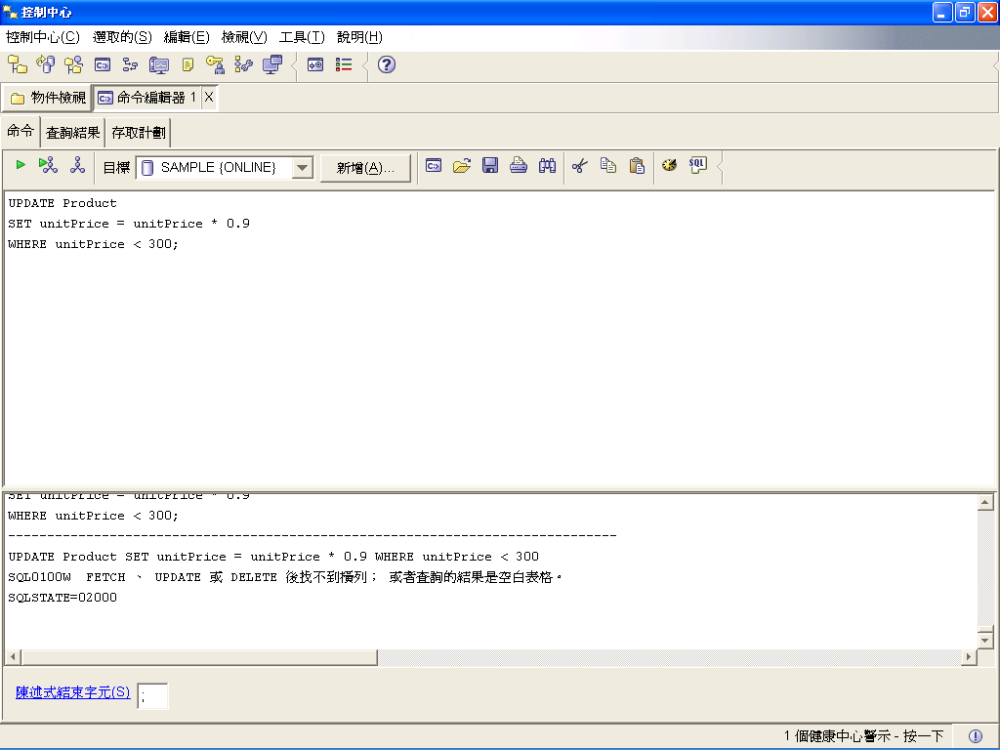 控制中心
控制中心(C) 選取的(S) 編輯(E) 檢視(V) 工具(T) 說明(H)
物件檢視 命令編輯器 1 X
命令 查詢結果 存取計劃
目標 SAMPLE {ONLINE} 新增(A)... SQL
UPDATE Product
SET unitPrice = unitPrice * 0.9
WHERE unitPrice < 300;
SET unitPrice = unitPrice * 0.9
WHERE unitPrice < 300;
------------------------------------------------------------------------------
UPDATE Product SET unitPrice = unitPrice * 0.9 WHERE unitPrice < 300
SQL0100W  FETCH 、 UPDATE 或 DELETE 後找不到橫列； 或者查詢的結果是空白表格。
SQLSTATE=02000
陳述式結束字元(S) ;
1 個健康中心警示 - 按一下